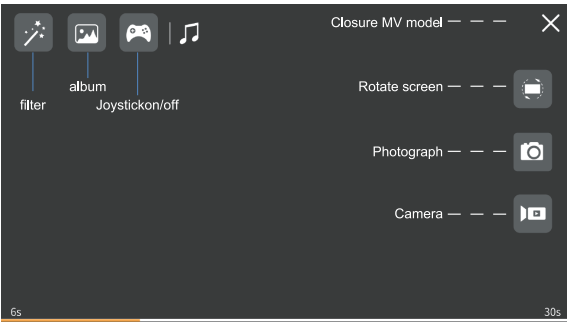 Closure MV model
Rotate screen
album
filter
Joystickon/off
Photograph
Camera
6s
30s